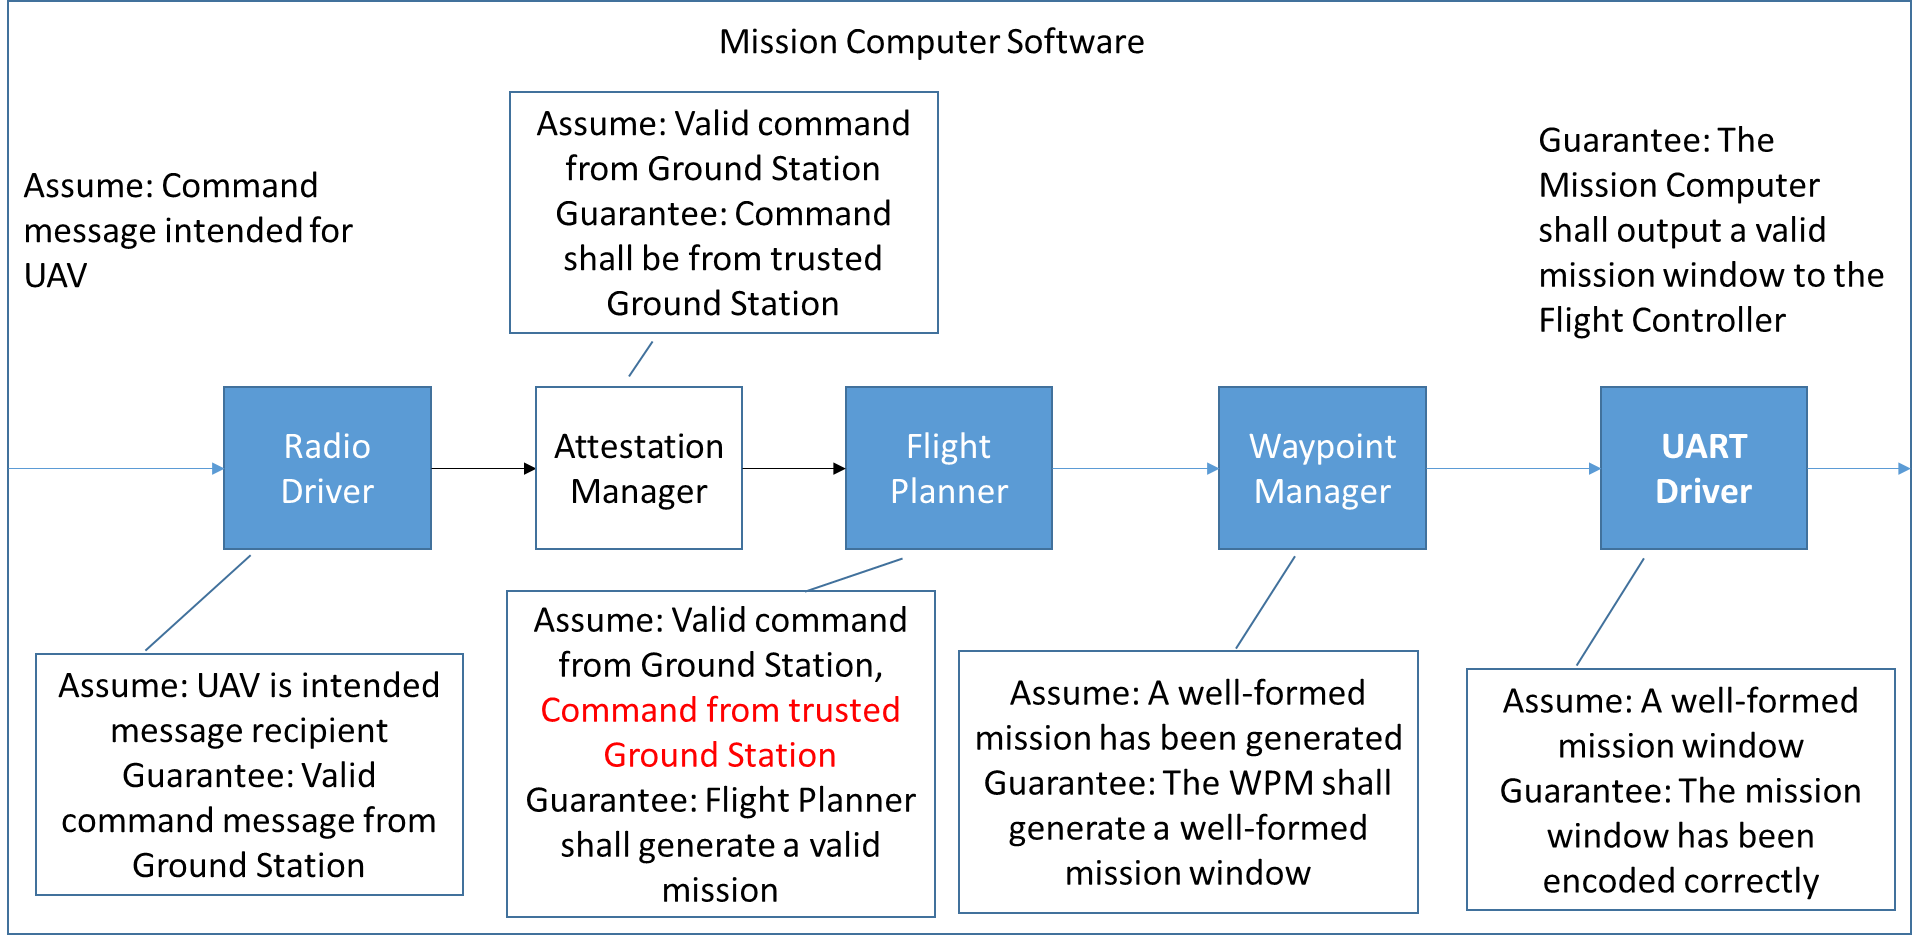 Mission Computer Software
Assume: Command
message intended for
UAV
Assume: Valid command
from Ground Station
Guarantee: Command
shall be from trusted
Ground Station
Guarantee: The
Mission Computer
shall output a valid
mission window to the
Flight Controller
Radio
Driver
Attestation
Manager
Flight
Planner
Waypoint
Manager
UART
Driver
Assume: UAV is intended
message recipient
Guarantee: Valid
command message from
Ground Station
Assume: Valid command
from Ground Station,
Command from trusted
Ground Station
Guarantee: Flight Planner
shall generate a valid
mission
Assume: A well-formed
mission has been generated
Guarantee: The WPM shall
generate a well-formed
mission window
Assume: A well-formed
mission window
Guarantee: The mission
window has been
encoded correctly